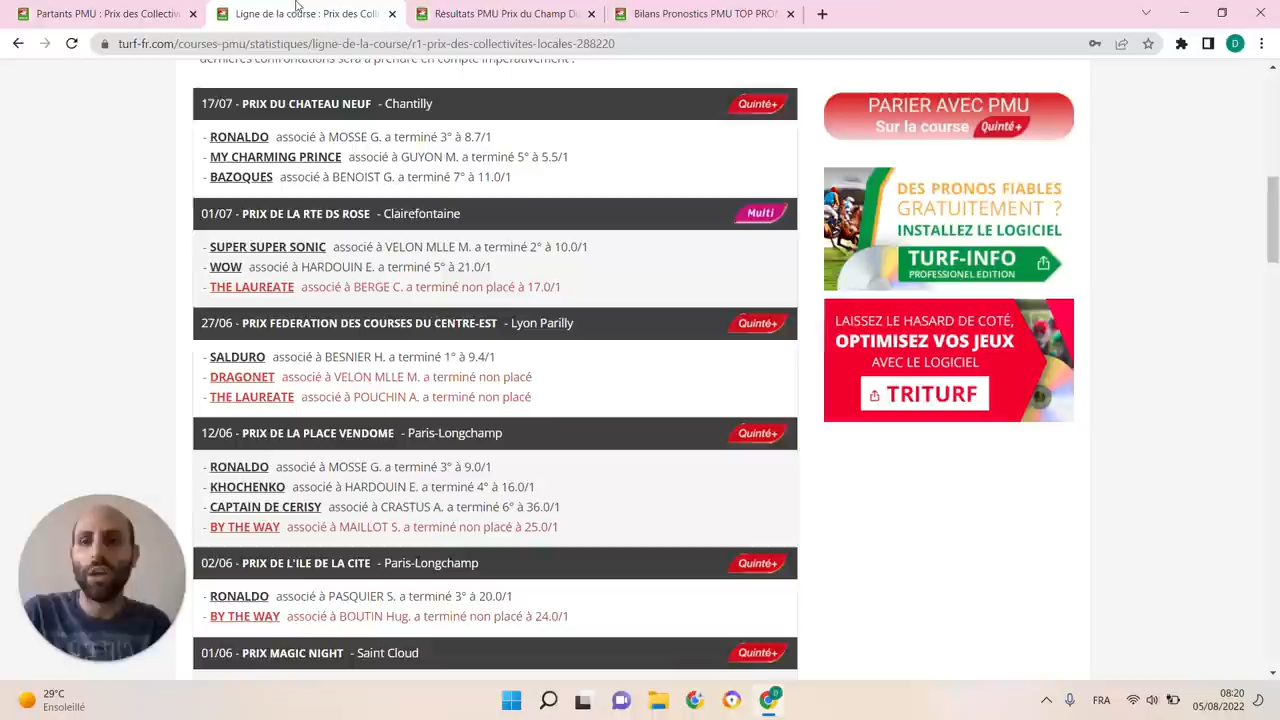 Partants PMU : Prix des Collectiv
Ligne de la course : Prix des Coll
Résultats PMU du Champ Du
Bilans Pronostics PMU TOP PRO
turf-fr.com/courses-pmu/statistiques/ligne-de-la-course/r1-prix-des-collectivites-locales-288220
D
dernières confrontations sera à prendre en compte impérativement .
17/07 - PRIX DU CHATEAU NEUF - Chantilly
Quinté+
- RONALDO associé à MOSSE G. a terminé 3° à 8.7/1
- MY CHARMING PRINCE associé à GUYON M. a terminé 5° à 5.5/1
- BAZOQUES associé à BENOIST G. a terminé 7° à 11.0/1
01/07 - PRIX DE LA RTE DS ROSE - Clairefontaine
Multi
- SUPER SUPER SONIC associé à VELON MLLE M. a terminé 2° à 10.0/1
- WOW associé à HARDOUIN E. a terminé 5° à 21.0/1
- THE LAUREATE associé à BERGE C. a terminé non placé à 17.0/1
27/06 - PRIX FEDERATION DES COURSES DU CENTRE-EST - Lyon Parilly
Quinté+
- SALDURO associé à BESNIER H. a terminé 1° à 9.4/1
- DRAGONET associé à VELON MLLE M. a terminé non placé
- THE LAUREATE associé à POUCHIN A. a terminé non placé
12/06 - PRIX DE LA PLACE VENDOME - Paris-Longchamp
Quinté+
- RONALDO associé à MOSSE G. a terminé 3° à 9.0/1
- KHOCHENKO associé à HARDOUIN E. a terminé 4° à 16.0/1
- CAPTAIN DE CERISY associé à CRASTUS A. a terminé 6° à 36.0/1
- BY THE WAY associé à MAILLOT S. a terminé non placé à 25.0/1
02/06 - PRIX DE L'ILE DE LA CITE - Paris-Longchamp
Quinté+
- RONALDO associé à PASQUIER S. a terminé 3° à 20.0/1
- BY THE WAY associé à BOUTIN Hug. a terminé non placé à 24.0/1
01/06 - PRIX MAGIC NIGHT - Saint Cloud
Quinté+
PARIER AVEC PMU
Sur la course Quinté+
DES PRONOS FIABLES
GRATUITEMENT ?
INSTALLEZ LE LOGICIEL
TURF-INFO
PROFESSIONEL EDITION
LAISSEZ LE HASARD DE COTÉ,
OPTIMISEZ VOS JEUX
AVEC LE LOGICIEL
TRITURF
29°C
Ensoleillé
D
FRA
08:20
05/08/2022